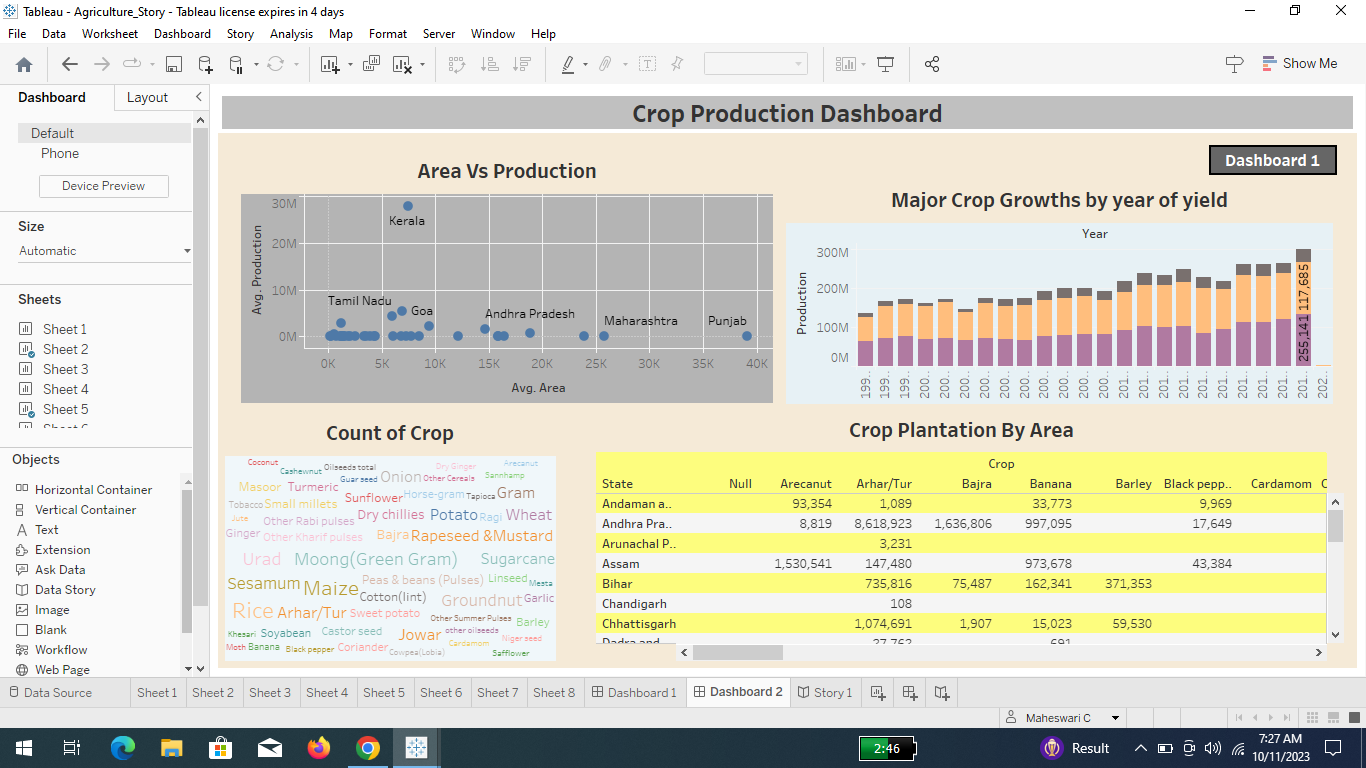 Tableau - Agriculture_Story - Tableau license expires in 4 days
File Data Worksheet Dashboard Story Analysis Map Format Server Window Help
Show Me
Dashboard Layout
Default
Phone
Device Preview
Size
Automatic
Sheets
Sheet 1
Sheet 2
Sheet 3
Sheet 4
Sheet 5
Objects
Horizontal Container
Vertical Container
Text
Extension
Ask Data
Data Story
Image
Blank
Workflow
Web Page
Crop Production Dashboard
Dashboard 1
Area Vs Production
Avg. Production
30M
20M
10M
0M
Kerala
Tamil Nadu
Goa
Andhra Pradesh
Maharashtra
Punjab
0K 5K 10K 15K 20K 25K 30K 35K 40K
Avg. Area
Major Crop Growths by year of yield
Year
Production
300M
200M
100M
0M
255,141 117,685
199.. 199.. 199.. 200.. 200.. 200.. 200.. 200.. 200.. 200.. 200.. 200.. 200.. 201.. 201.. 201.. 201.. 201.. 201.. 201.. 201.. 201.. 201.. 202..
Count of Crop
Coconut
Cashewnut
Oilseeds total
Guar seed
Onion
Dry Ginger
Other Cereals
Arecanut
Sannhamp
Masoor
Turmeric
Sunflower
Horse-gram
Tapioca
Gram
Tobacco
Small millets
Dry chillies
Potato
Ragi
Wheat
Jute
Other Rabi pulses
Ginger
Other Kharif pulses
Bajra
Rapeseed &Mustard
Urad
Moong(Green Gram)
Sugarcane
Sesamum
Maize
Peas & beans (Pulses)
Linseed
Mesta
Cotton(lint)
Groundnut
Garlic
Rice
Arhar/Tur
Sweet potato
Other Summer Pulses
Barley
Khesari
Soyabean
Castor seed
Jowar
other oilseeds
Niger seed
Moth
Banana
Black pepper
Coriander
Cowpea(Lobia)
Cardamom
Safflower
Crop Plantation By Area
Crop
State Null Arecanut Arhar/Tur Bajra Banana Barley Black pepp.. Cardamom C
Andaman a.. 93,354 1,089 33,773 9,969
Andhra Pra.. 8,819 8,618,923 1,636,806 997,095 17,649
Arunachal P.. 3,231
Assam 1,530,541 147,480 973,678 43,384
Bihar 735,816 75,487 162,341 371,353
Chandigarh 108
Chhattisgarh 1,074,691 1,907 15,023 59,530
Dadra and 27,762 691
Data Source Sheet 1 Sheet 2 Sheet 3 Sheet 4 Sheet 5 Sheet 6 Sheet 7 Sheet 8 Dashboard 1 Dashboard 2 Story 1
Maheswari C
2:46
Result
7:27 AM
10/11/2023